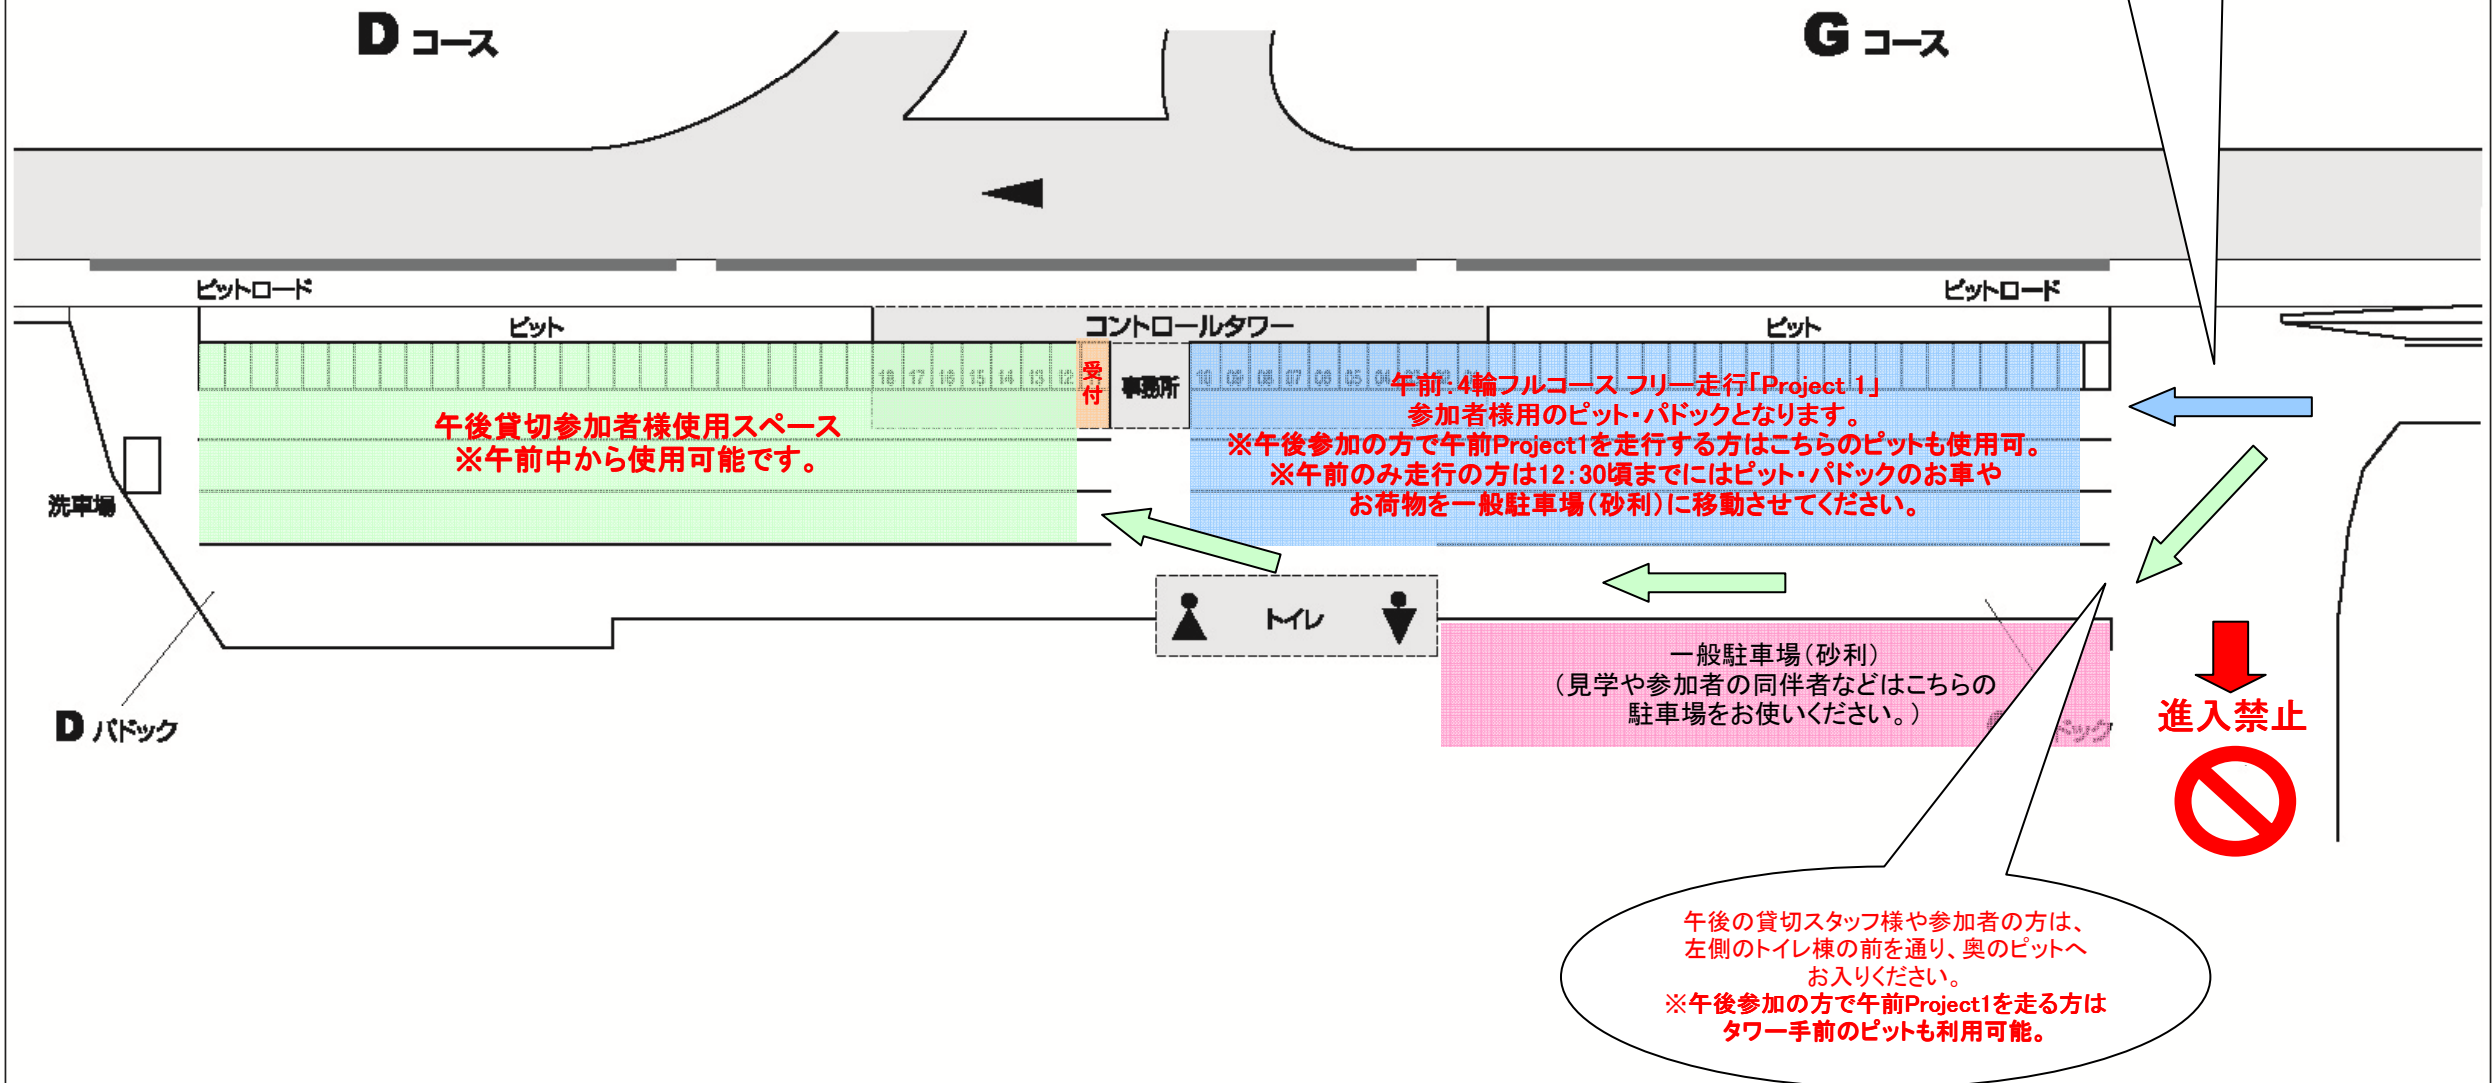 D コース
G コース
ピットロード
ピットロード
ピット
コントロールタワー
ピット
18 17 16 15 14 13 12
受付
事務所
10 09 08 07 06 05 04
午後貸切参加者様使用スペース
※午前中から使用可能です。
午前:4輪フルコース フリー走行「Project 1」
参加者様用のピット・パドックとなります。
※午後参加の方で午前Project1を走行する方はこちらのピットも使用可。
※午前のみ走行の方は12:30頃までにはピット・パドックのお車や
お荷物を一般駐車場(砂利)に移動させてください。
洗車場
トイレ
D パドック
一般駐車場(砂利)
(見学や参加者の同伴者などはこちらの
駐車場をお使いください。)
進入禁止
午後の貸切スタッフ様や参加者の方は、
左側のトイレ棟の前を通り、奥のピットへ
お入りください。
※午後参加の方で午前Project1を走る方は
タワー手前のピットも利用可能。